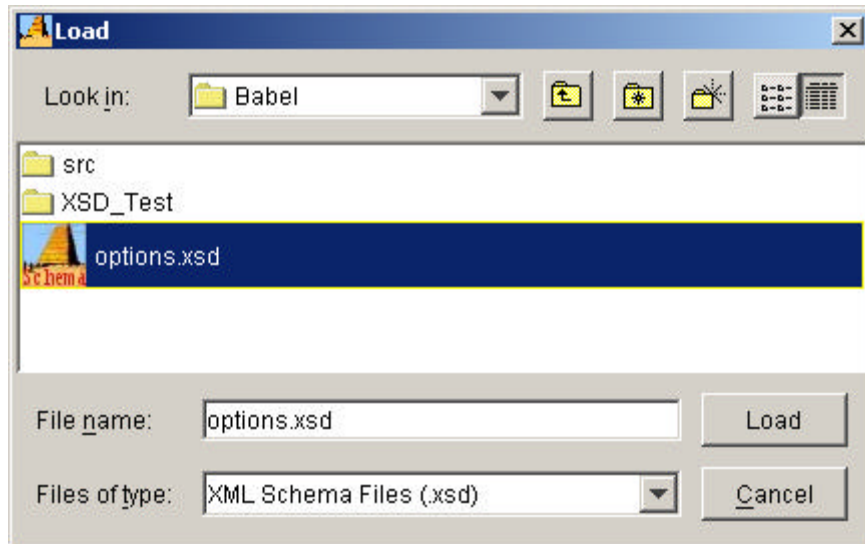 Load
Look in: Babel
src
XSD_Test
Schema options.xsd
File name: options.xsd Load
Files of type: XML Schema Files (.xsd) Cancel